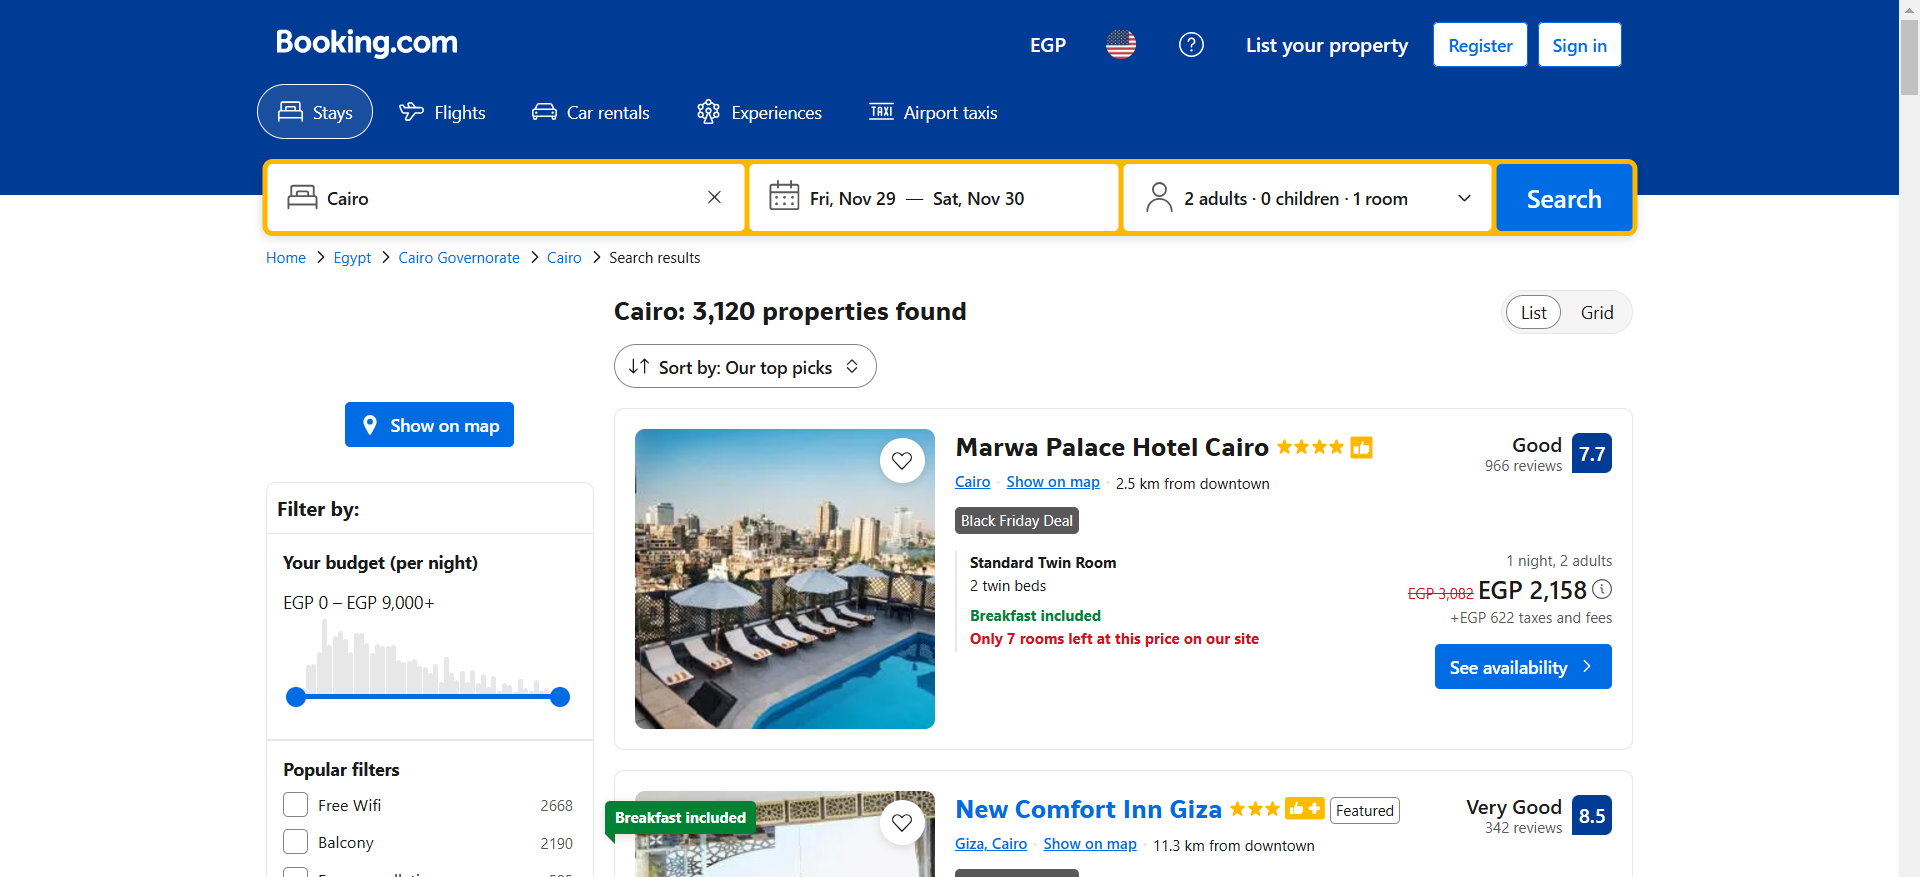 Booking.com
EGP
List your property
Register
Sign in
Stays
Flights
Car rentals
Experiences
TAXI Airport taxis
Cairo
Fri, Nov 29 — Sat, Nov 30
2 adults · 0 children · 1 room
Search
Home > Egypt > Cairo Governorate > Cairo > Search results
Cairo: 3,120 properties found
List
Grid
Sort by: Our top picks
Show on map
Filter by:
Your budget (per night)
EGP 0 – EGP 9,000+
Popular filters
Free Wifi 2668
Balcony 2190
Marwa Palace Hotel Cairo
Good
966 reviews
7.7
Cairo · Show on map · 2.5 km from downtown
Black Friday Deal
Standard Twin Room
2 twin beds
Breakfast included
Only 7 rooms left at this price on our site
1 night, 2 adults
EGP 3,082 EGP 2,158
+EGP 622 taxes and fees
See availability
Breakfast included
New Comfort Inn Giza
Featured
Very Good
342 reviews
8.5
Giza, Cairo · Show on map · 11.3 km from downtown